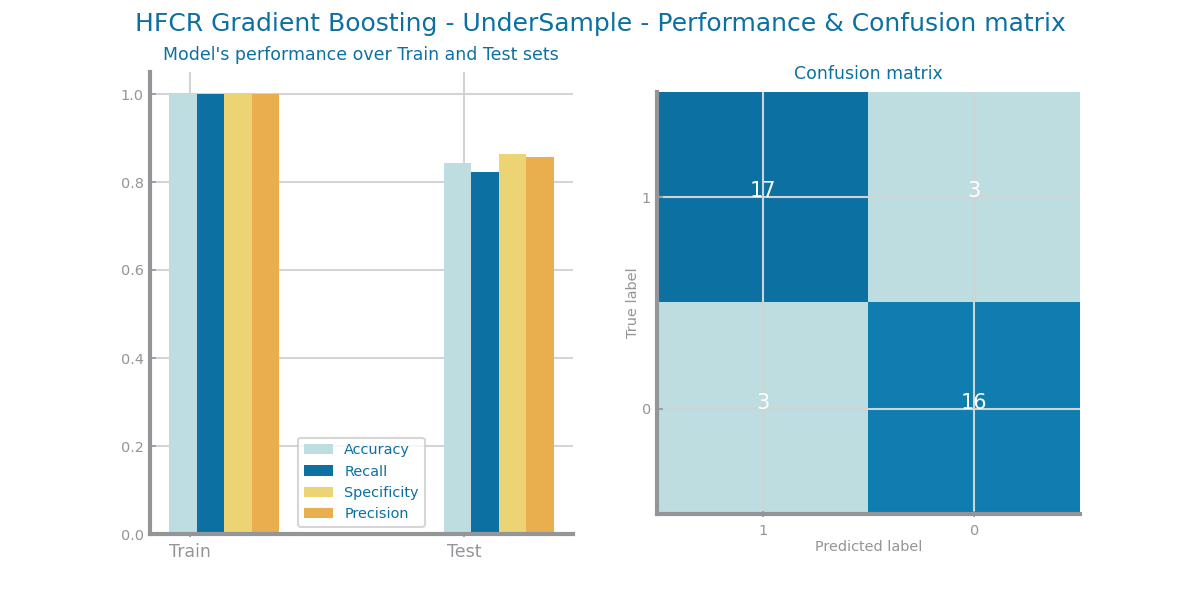 HFCR Gradient Boosting - UnderSample - Performance & Confusion matrix
Model's performance over Train and Test sets
1.0
0.8
0.6
0.4
0.2
0.0
Train
Test
Accuracy
Recall
Specificity
Precision
Confusion matrix
True label
1
0
17
3
3
16
1
0
Predicted label